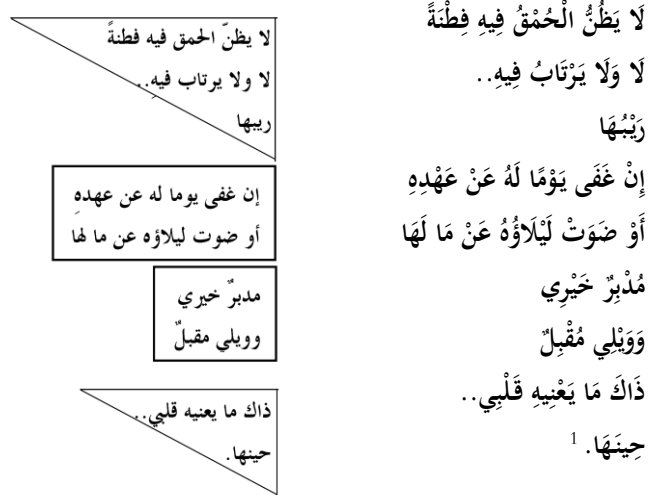 لَا يَظُنُّ الْحُمْقُ فِيهِ فِطْنَةً
لَا وَلَا يَرْتَابُ فِيهِ..
رَيْبُهَا
إِنْ غَفَى يَوْمًا لَهُ عَنْ عَهْدِهِ
أَوْ ضَوَتْ لَيْلَاؤُهُ عَنْ مَا لَهَا
مُدْبِرٌ خَيْرِي
وَوَيْلِي مُقْبِلٌ
ذَاكَ مَا يَعْنِيهِ قَلْبِي..
حِينَهَا. 1
لا يظنّ الحمق فيه فطنةً
لا ولا يرتاب فيهِ..
ريبها
إن غفى يوما له عن عهدهِ
أو ضوت ليلاؤه عن ما لها
مدبرٌ خيري
وويلي مقبلٌ
ذاك ما يعنيه قلبي..
حينها.